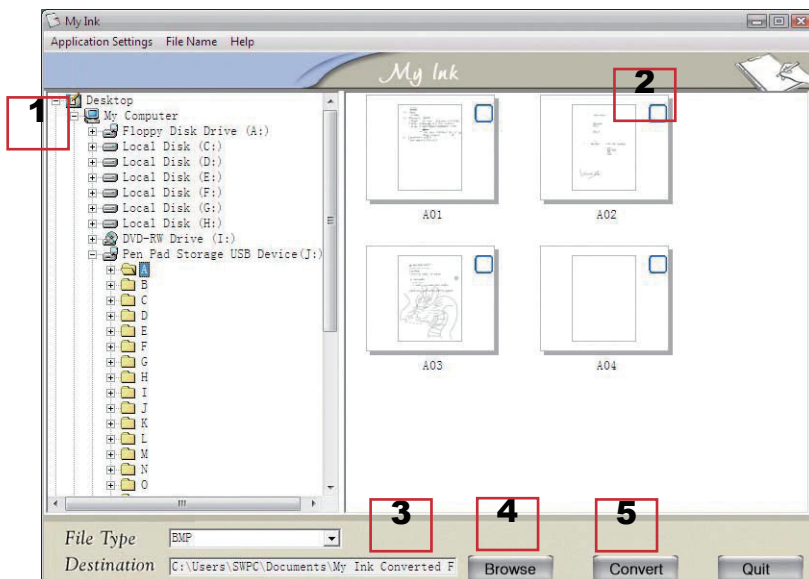 My Ink
Application Settings File Name Help
My Ink
1
2
Desktop
My Computer
Floppy Disk Drive (A:)
Local Disk (C:)
Local Disk (D:)
Local Disk (E:)
Local Disk (F:)
Local Disk (G:)
Local Disk (H:)
DVD-RW Drive (I:)
Pen Pad Storage USB Device(J:)
A
B
C
D
E
F
G
H
I
J
K
L
M
N
O
A01
A02
A03
A04
3
4
5
File Type BMP
Destination C:\Users\SWPC\Documents\My Ink Converted F
Browse
Convert
Quit